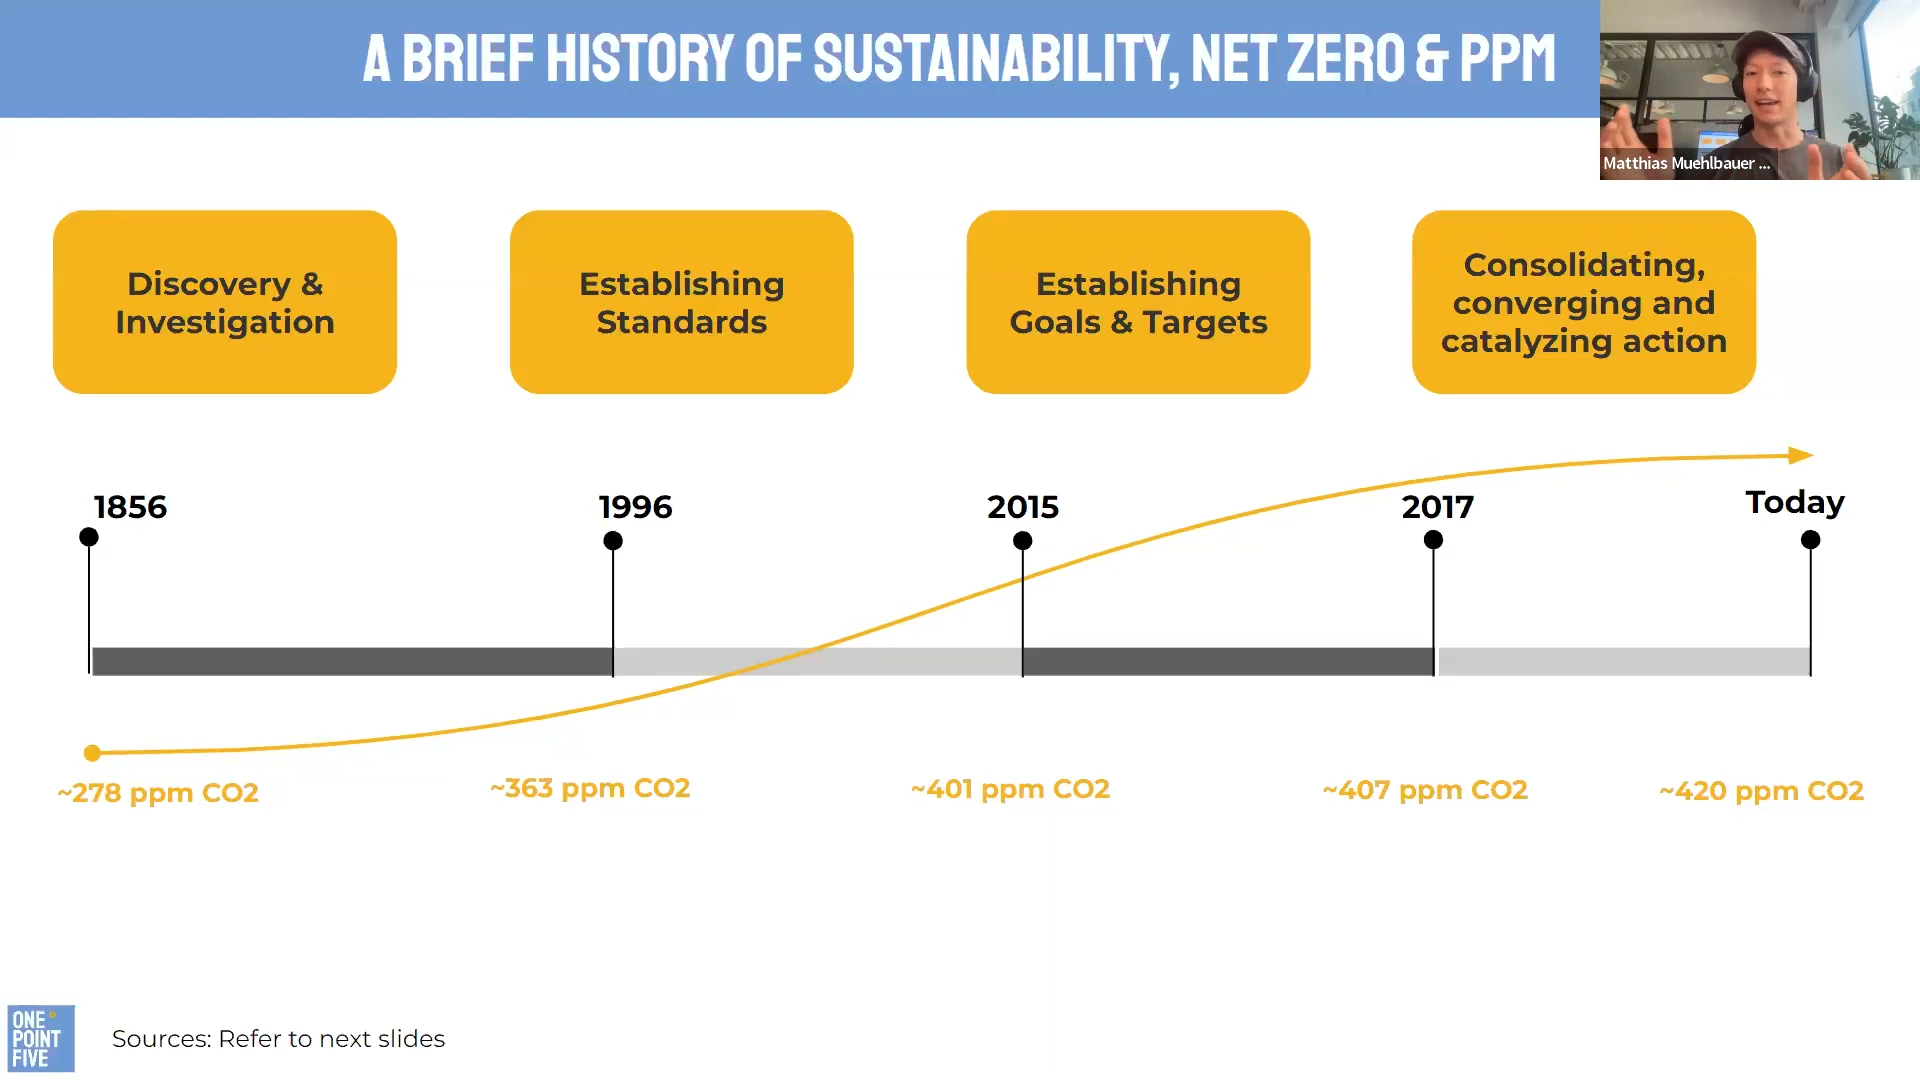 A BRIEF HISTORY OF SUSTAINABILITY, NET ZERO & PPM
Matthias Muehlbauer ...
Discovery &
Investigation
Establishing
Standards
Establishing
Goals & Targets
Consolidating,
converging and
catalyzing action
1856
1996
2015
2017
Today
~278 ppm CO2
~363 ppm CO2
~401 ppm CO2
~407 ppm CO2
~420 ppm CO2
ONE
POINT
FIVE
Sources: Refer to next slides